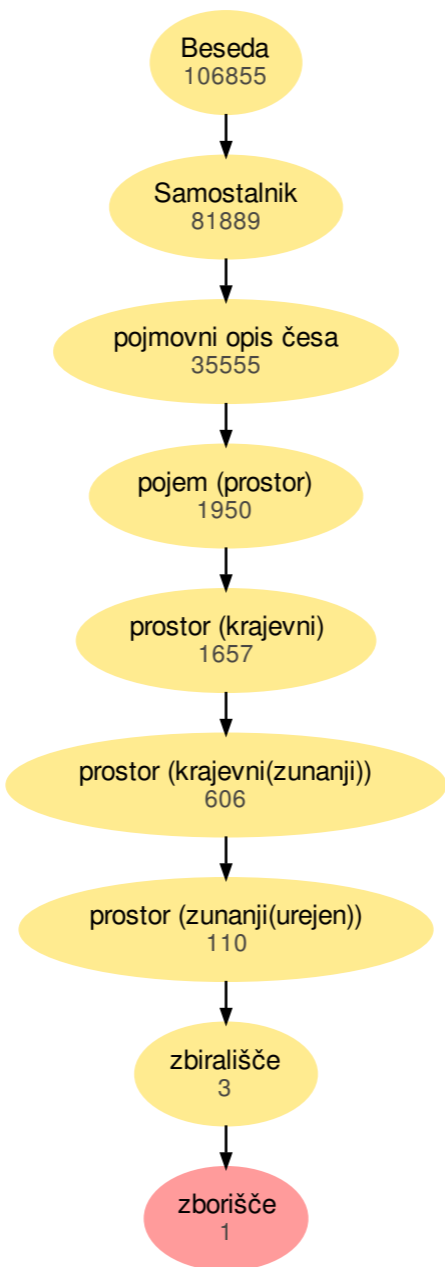 Beseda
106855
Samostalnik
81889
pojmovni opis česa
35555
pojem (prostor)
1950
prostor (krajevni)
1657
prostor (krajevni(zunanji))
606
prostor (zunanji(urejen))
110
zbirališče
3
zborišče
1